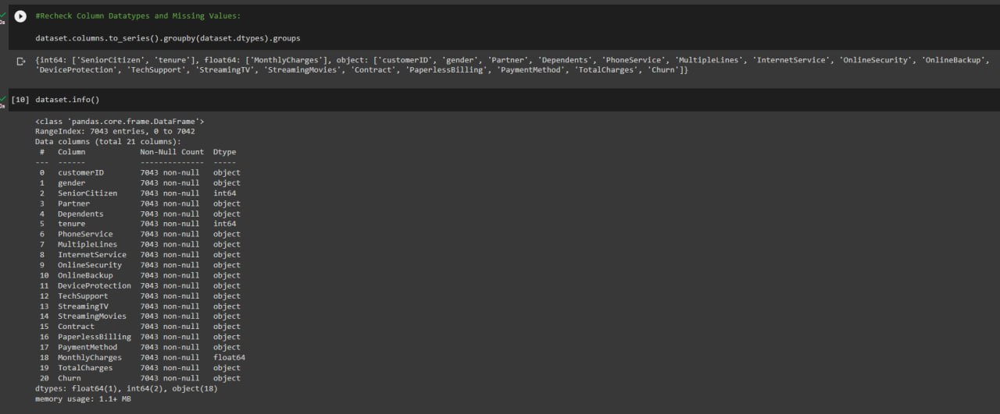 #Recheck Column Datatypes and Missing Values:
dataset.columns.to_series().groupby(dataset.dtypes).groups
{int64: ['SeniorCitizen', 'tenure'], float64: ['MonthlyCharges'], object: ['customerID', 'gender', 'Partner', 'Dependents', 'PhoneService', 'MultipleLines', 'InternetService', 'OnlineSecurity', 'OnlineBackup',
'DeviceProtection', 'TechSupport', 'StreamingTV', 'StreamingMovies', 'Contract', 'PaperlessBilling', 'PaymentMethod', 'TotalCharges', 'Churn']}
[10] dataset.info()
<class 'pandas.core.frame.DataFrame'>
RangeIndex: 7043 entries, 0 to 7042
Data columns (total 21 columns):
 #   Column            Non-Null Count  Dtype
---  ------            --------------  -----
 0   customerID        7043 non-null   object
 1   gender            7043 non-null   object
 2   SeniorCitizen     7043 non-null   int64
 3   Partner           7043 non-null   object
 4   Dependents        7043 non-null   object
 5   tenure            7043 non-null   int64
 6   PhoneService      7043 non-null   object
 7   MultipleLines     7043 non-null   object
 8   InternetService   7043 non-null   object
 9   OnlineSecurity    7043 non-null   object
 10  OnlineBackup      7043 non-null   object
 11  DeviceProtection  7043 non-null   object
 12  TechSupport       7043 non-null   object
 13  StreamingTV       7043 non-null   object
 14  StreamingMovies   7043 non-null   object
 15  Contract          7043 non-null   object
 16  PaperlessBilling  7043 non-null   object
 17  PaymentMethod     7043 non-null   object
 18  MonthlyCharges    7043 non-null   float64
 19  TotalCharges      7043 non-null   object
 20  Churn             7043 non-null   object
dtypes: float64(1), int64(2), object(18)
memory usage: 1.1+ MB